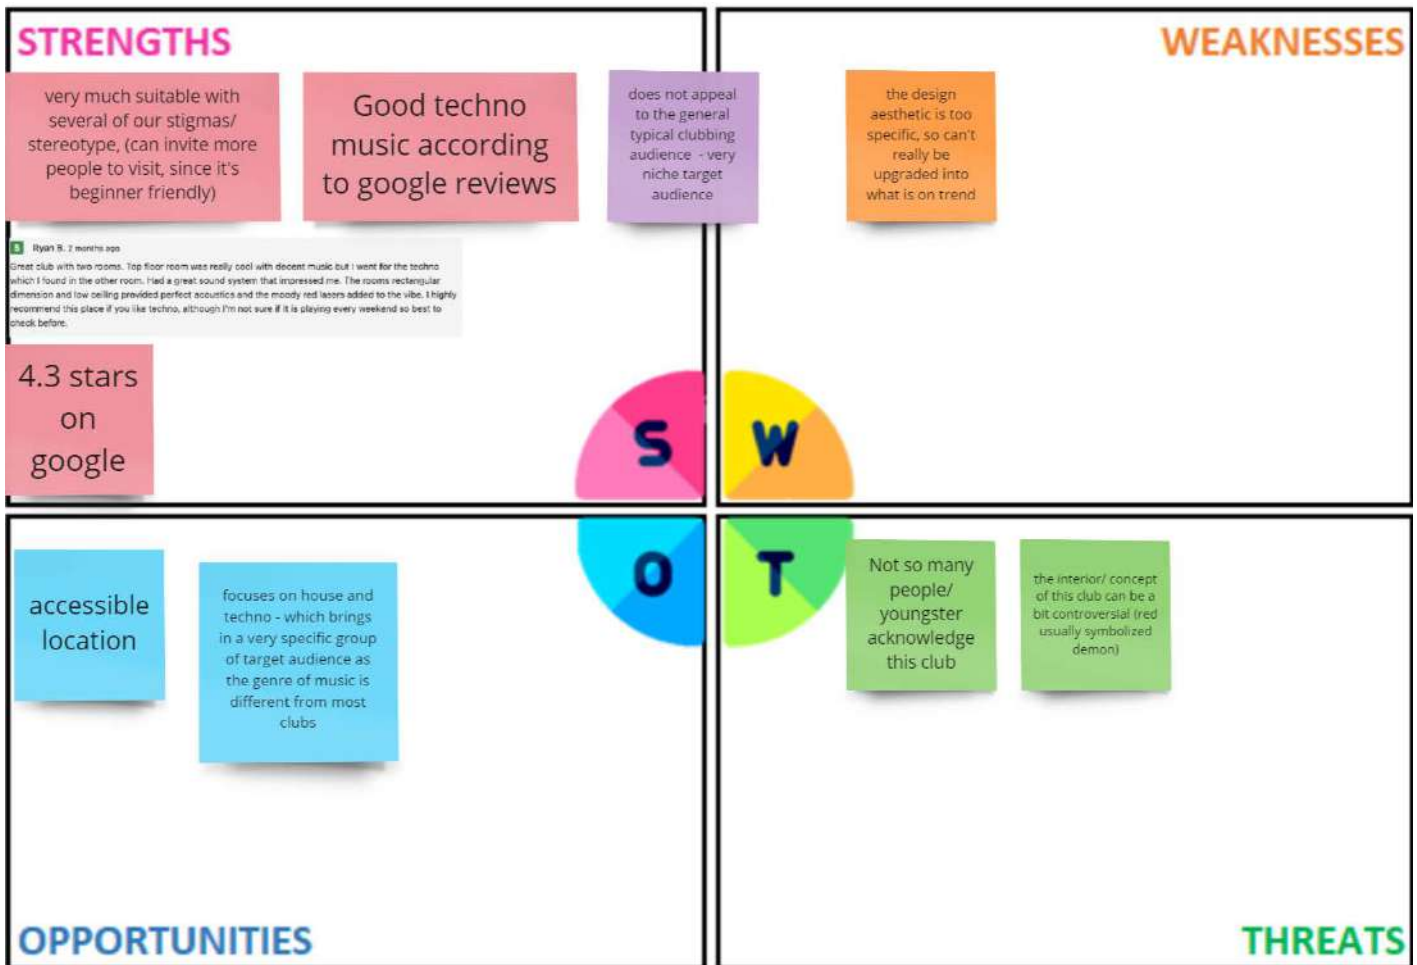 STRENGTHS
very much suitable with
several of our stigmas/
stereotype, (can invite more
people to visit, since it's
beginner friendly)
Good techno
music according
to google reviews
does not appeal
to the general
typical clubbing
audience - very
niche target
audience
5 Ryan B. 2 months ago
Great club with two rooms. Top floor room was really cool with decent music but I went for the techno
which I found in the other room. Had a great sound system that impressed me. The rooms rectangular
dimension and low ceiling provided perfect acoustics and the moody red lasers added to the vibe. I highly
recommend this place if you like techno, although I'm not sure if it is playing every weekend so best to
check before.
4.3 stars
on
google
S
WEAKNESSES
the design
aesthetic is too
specific, so can't
really be
upgraded into
what is on trend
W
accessible
location
focuses on house and
techno - which brings
in a very specific group
of target audience as
the genre of music is
different from most
clubs
O
OPPORTUNITIES
T
Not so many
people/
youngster
acknowledge
this club
the interior/ concept
of this club can be a
bit controversial (red
usually symbolized
demon)
THREATS